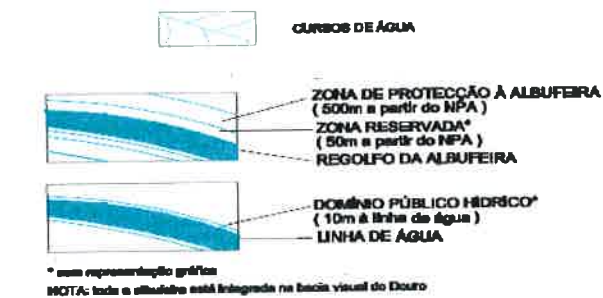 CURSOS DE ÁGUA
ZONA DE PROTECÇÃO À ALBUFEIRA
( 500m a partir do NPA )
ZONA RESERVADA*
( 50m a partir do NPA )
REGOLFO DA ALBUFEIRA
DOMÍNIO PÚBLICO HÍDRICO*
( 10m à linha de água )
LINHA DE ÁGUA
* sem representação gráfica
NOTA: toda a albufeira está integrada na bacia visual do Douro